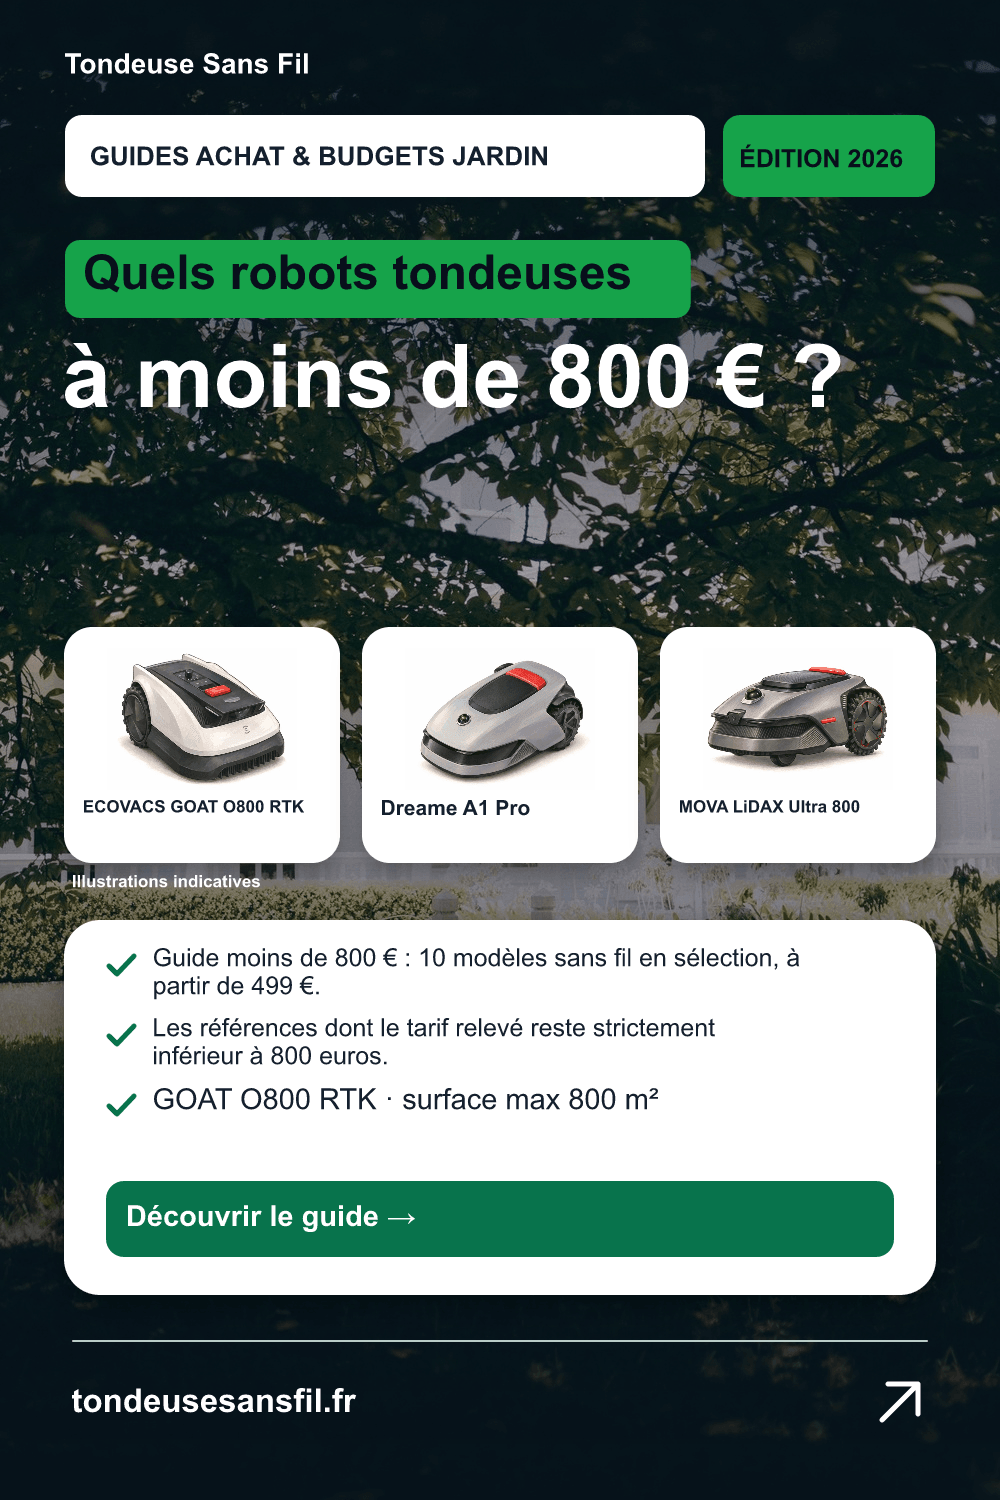 Tondeuse Sans Fil
GUIDES ACHAT & BUDGETS JARDIN
ÉDITION 2026
Quels robots tondeuses
à moins de 800 € ?
ECOVACS GOAT O800 RTK
Dreame A1 Pro
MOVA LiDAX Ultra 800
Illustrations indicatives
Guide moins de 800 € : 10 modèles sans fil en sélection, à
partir de 499 €.
Les références dont le tarif relevé reste strictement
inférieur à 800 euros.
GOAT O800 RTK · surface max 800 m²
Découvrir le guide →
tondeusesansfil.fr